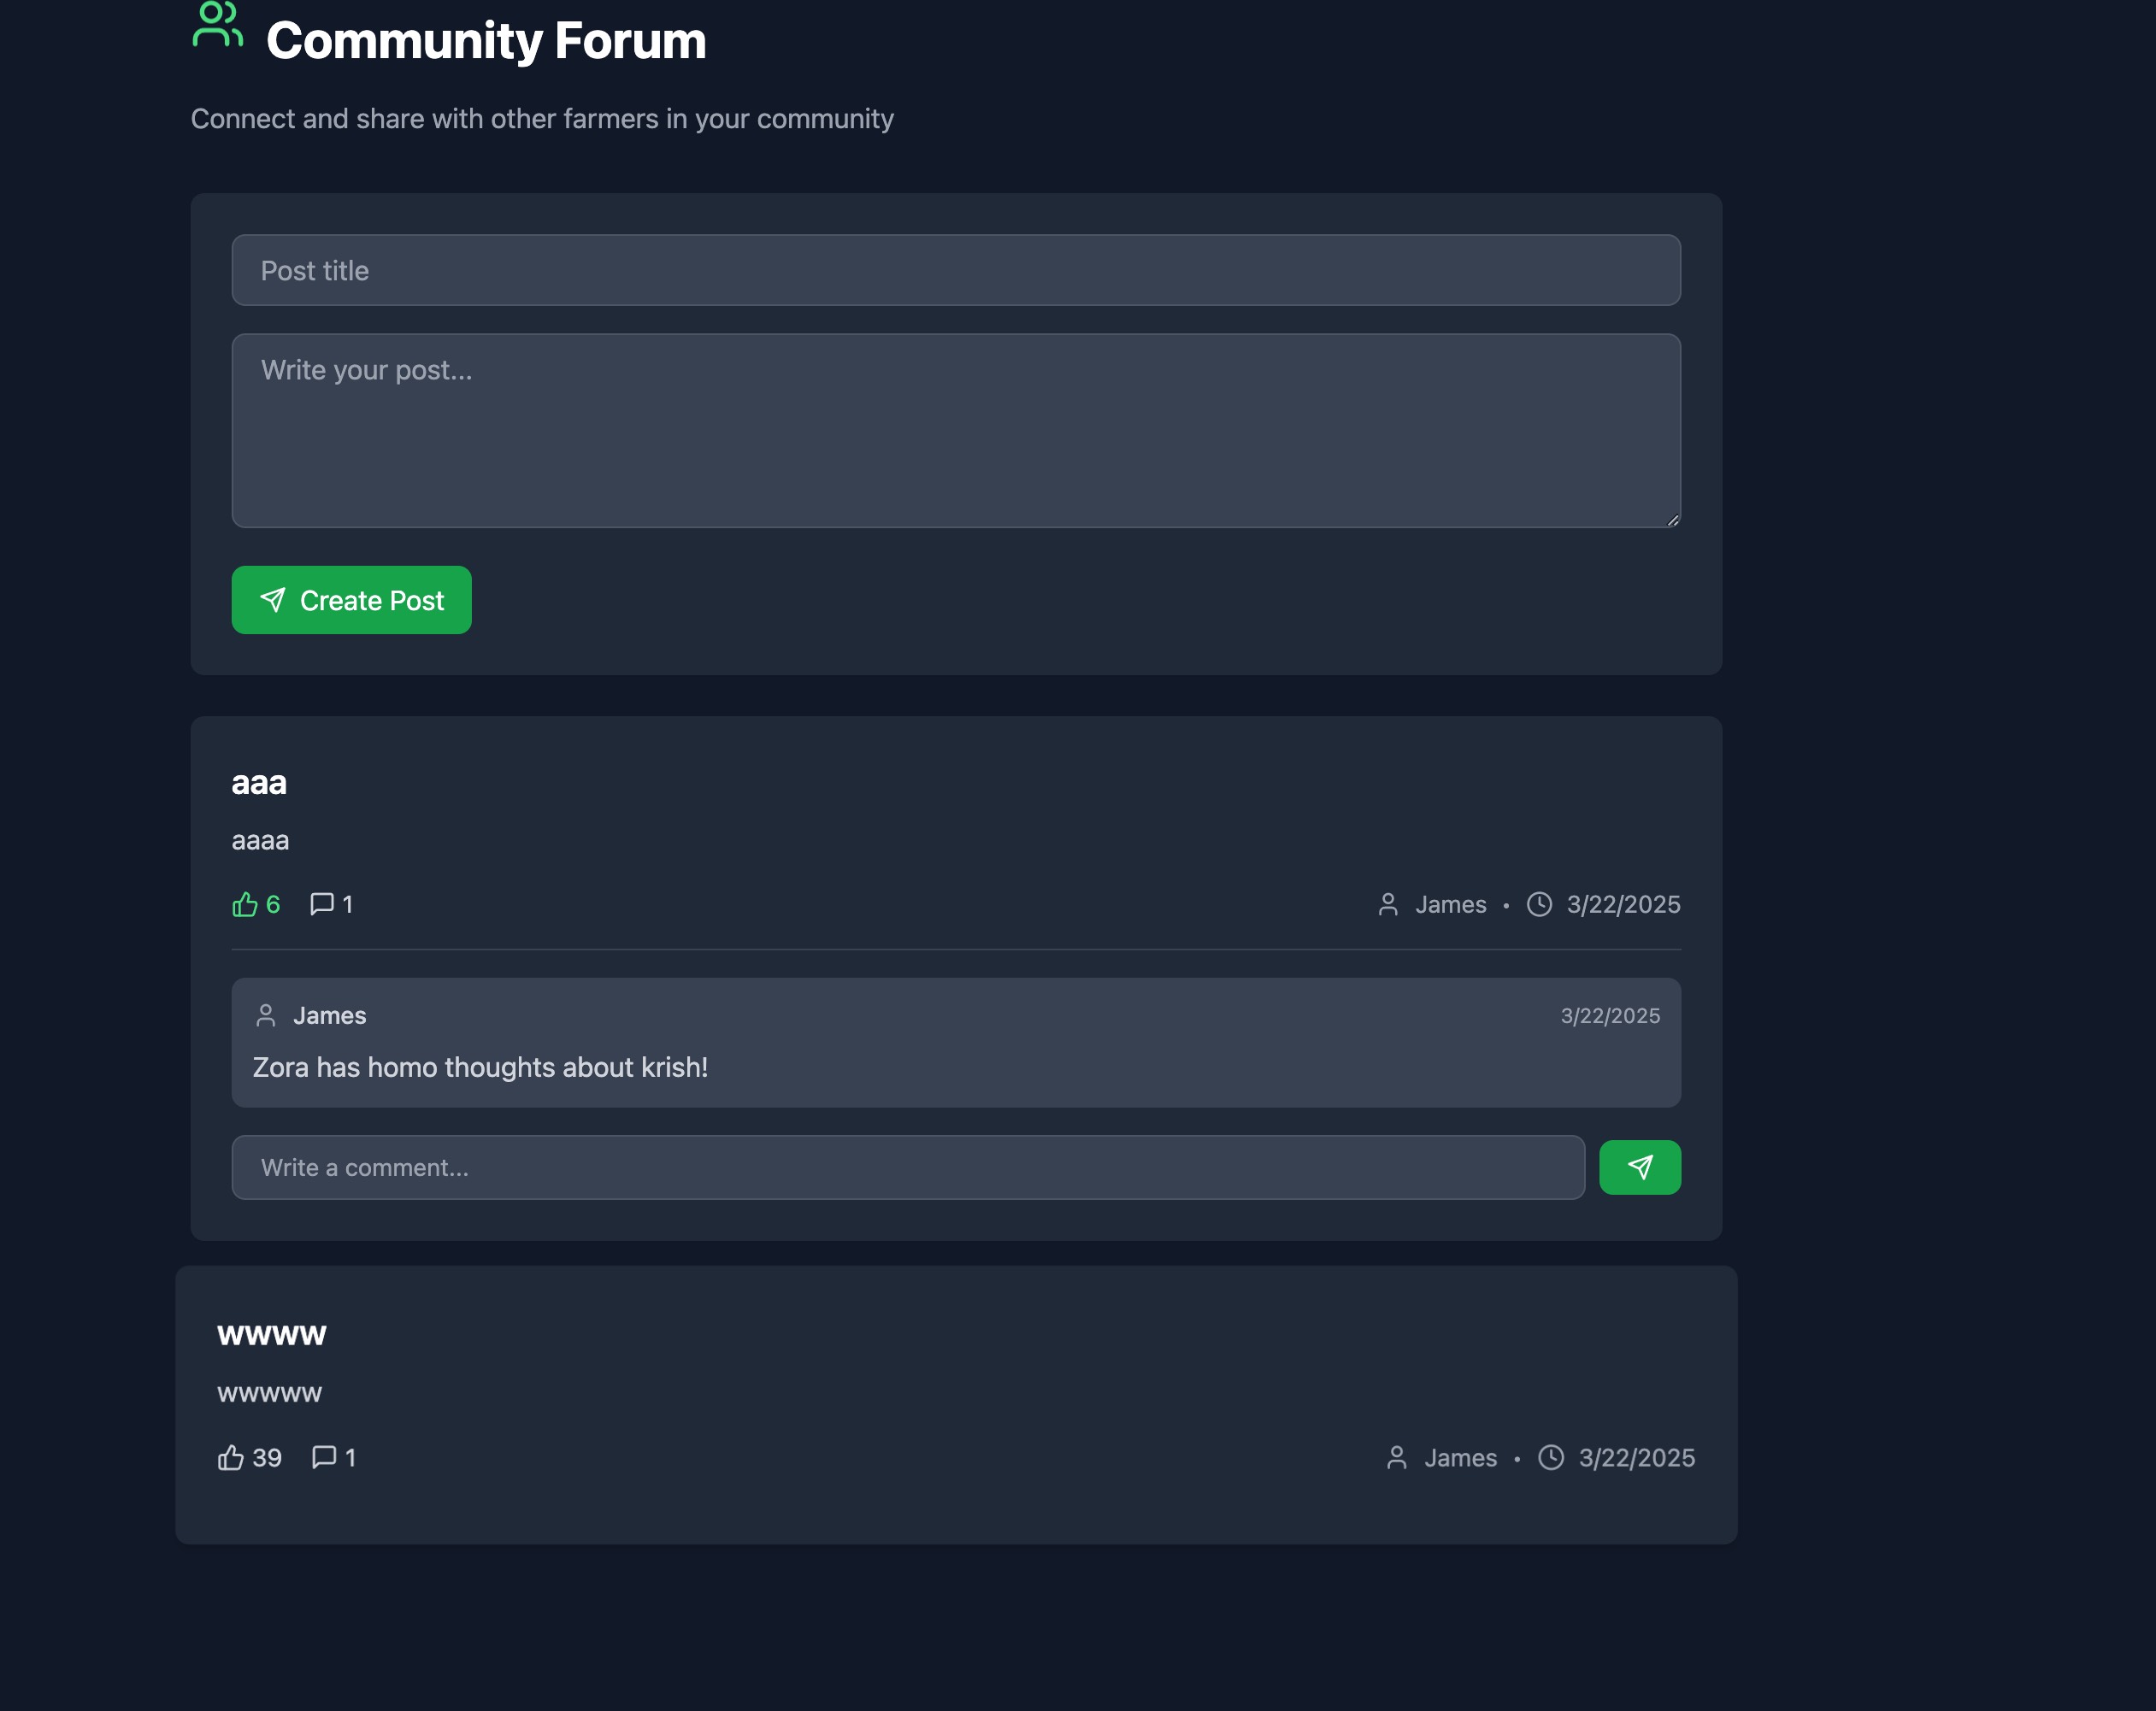 Community Forum
Connect and share with other farmers in your community
Post title
Write your post...
Create Post
aaa
aaaa
6 1 James • 3/22/2025
James 3/22/2025
Zora has homo thoughts about krish!
Write a comment...
wwww
wwwww
39 1 James • 3/22/2025